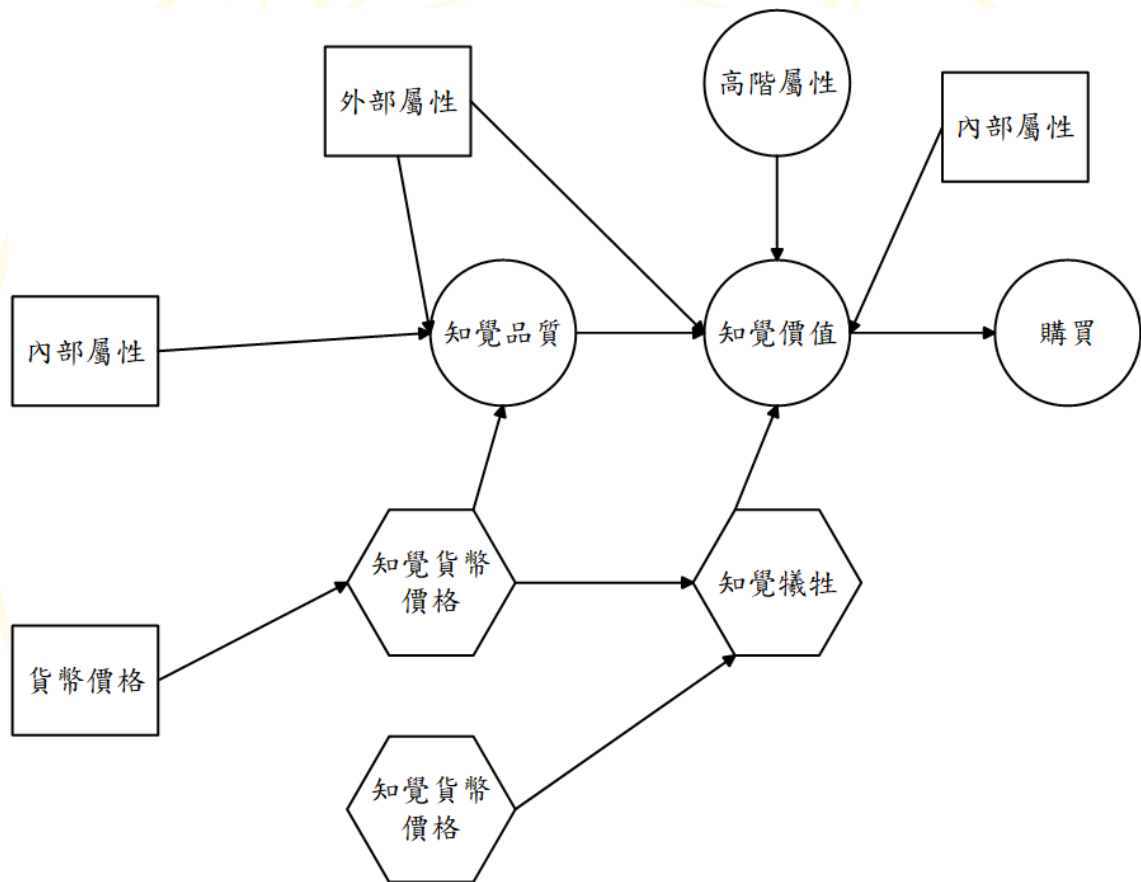 高階屬性
外部屬性
內部屬性
知覺品質
知覺價值
購買
內部屬性
知覺貨幣
價格
知覺犧牲
貨幣價格
知覺貨幣
價格